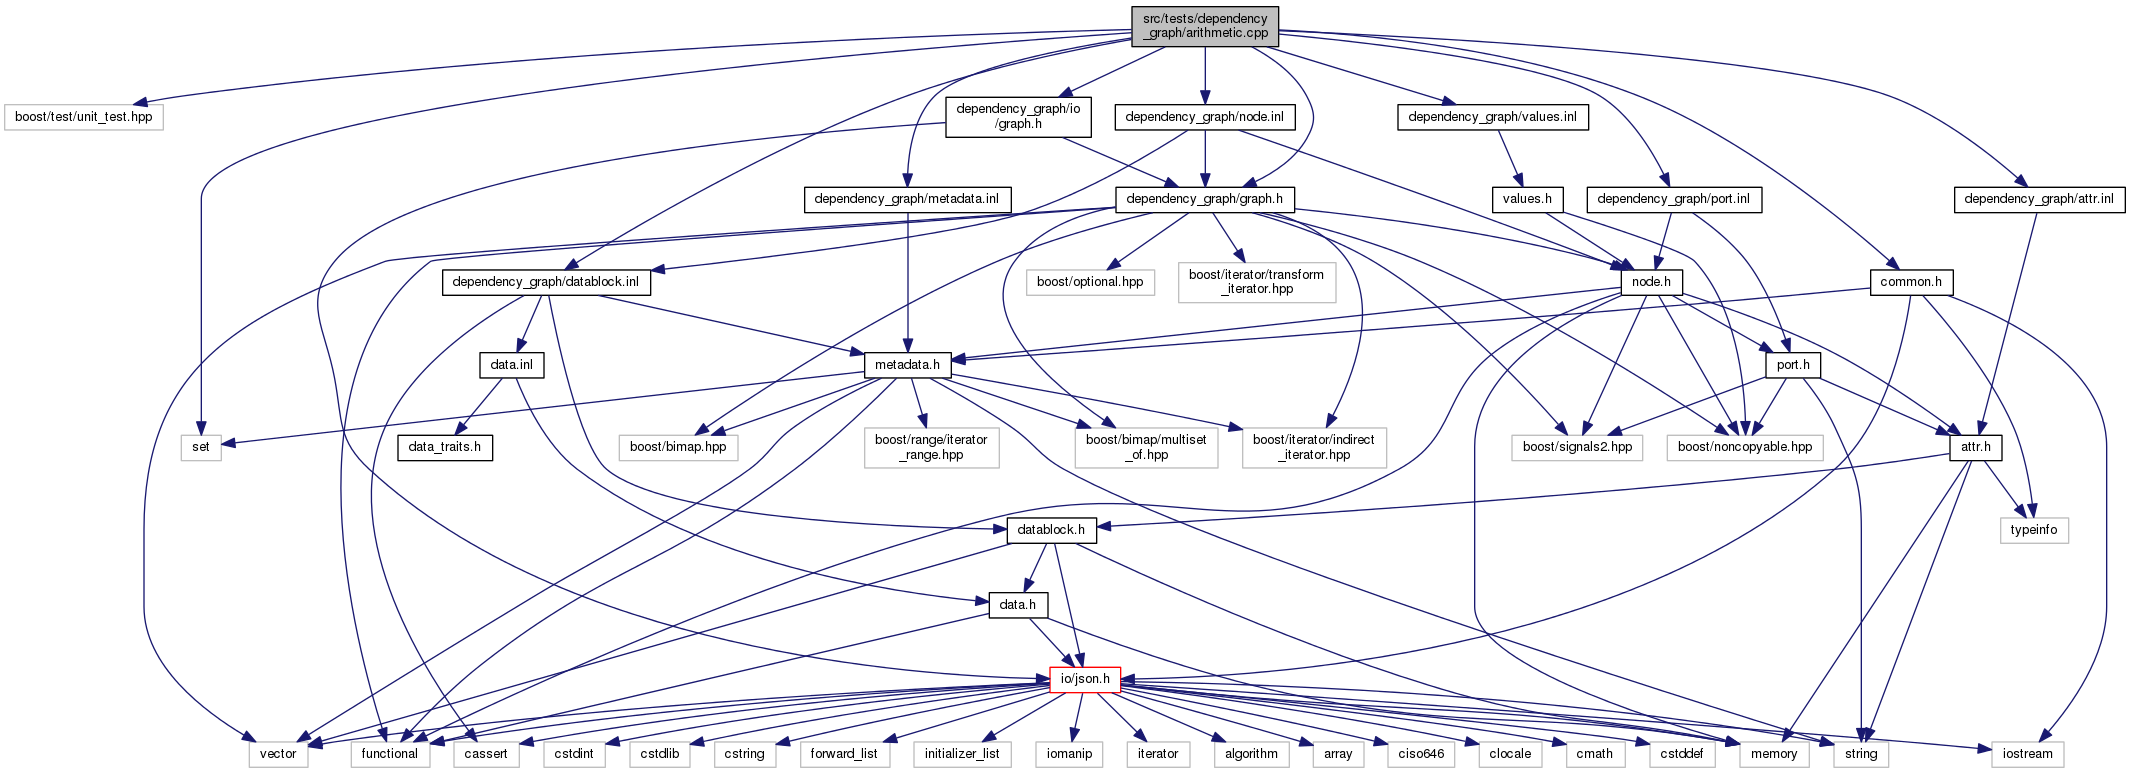 src/tests/dependency
_graph/arithmetic.cpp
boost/test/unit_test.hpp
dependency_graph/io
/graph.h
dependency_graph/node.inl
dependency_graph/values.inl
dependency_graph/metadata.inl
dependency_graph/graph.h
values.h
dependency_graph/port.inl
dependency_graph/attr.inl
dependency_graph/datablock.inl
boost/optional.hpp
boost/iterator/transform
_iterator.hpp
node.h
common.h
data.inl
metadata.h
port.h
set
data_traits.h
boost/bimap.hpp
boost/range/iterator
_range.hpp
boost/bimap/multiset
_of.hpp
boost/iterator/indirect
_iterator.hpp
boost/signals2.hpp
boost/noncopyable.hpp
attr.h
datablock.h
typeinfo
data.h
io/json.h
vector
functional
cassert
cstdint
cstdlib
cstring
forward_list
initializer_list
iomanip
iterator
algorithm
array
ciso646
clocale
cmath
cstddef
memory
string
iostream